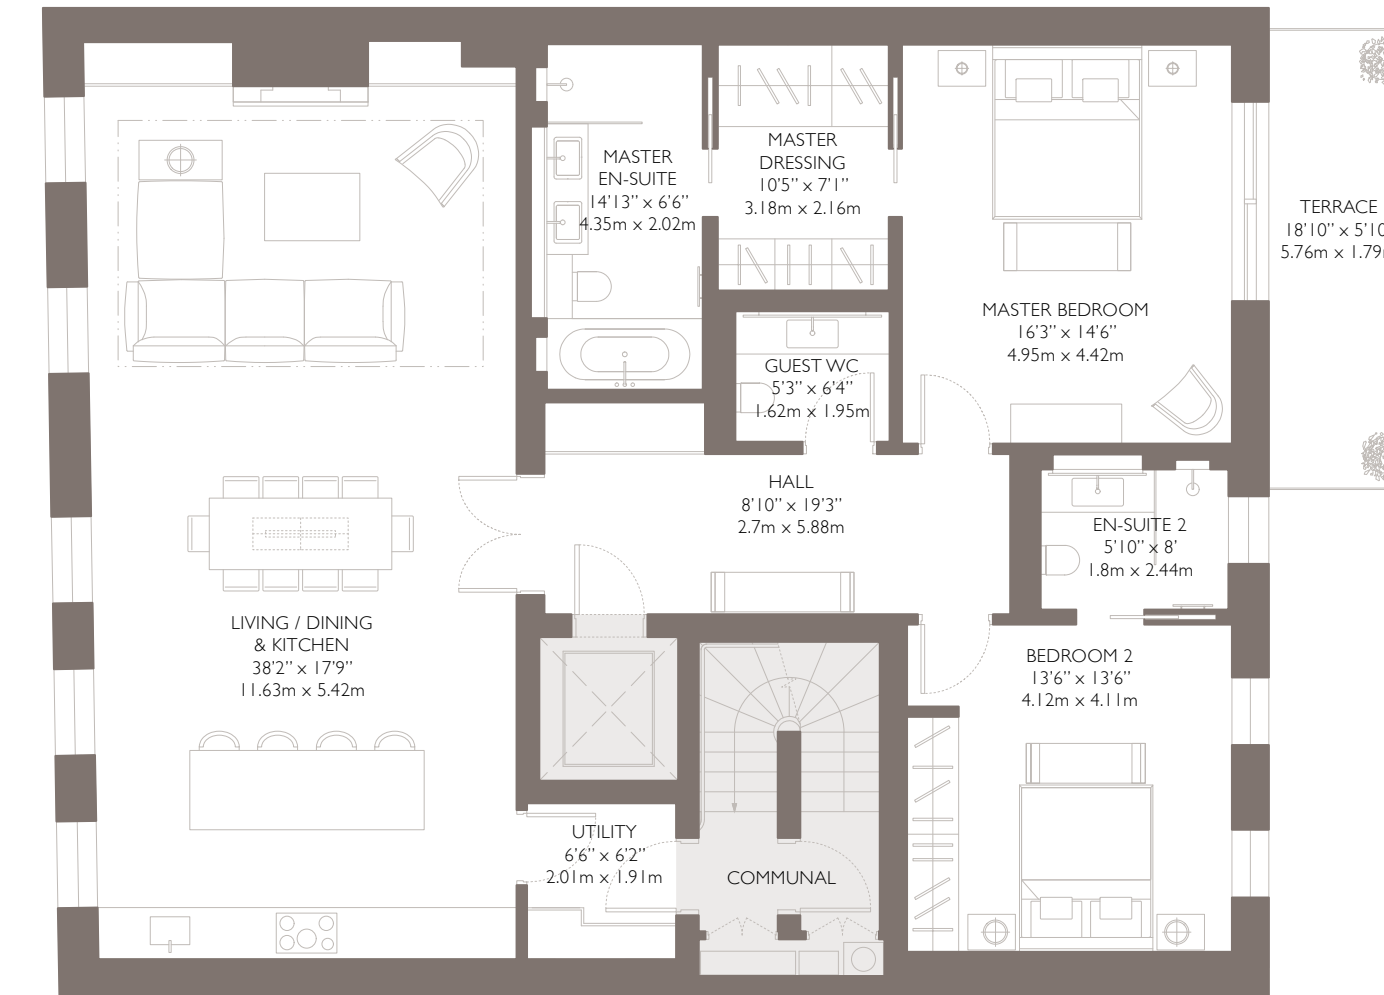 MASTER
EN-SUITE
14'13'' x 6'6''
4.35m x 2.02m
MASTER
DRESSING
10'5'' x 7'1''
3.18m x 2.16m
TERRACE
18'10'' x 5'10
5.76m x 1.79
MASTER BEDROOM
16'3'' x 14'6''
4.95m x 4.42m
GUEST WC
5'3'' x 6'4''
1.62m x 1.95m
HALL
8'10'' x 19'3''
2.7m x 5.88m
EN-SUITE 2
5'10'' x 8'
1.8m x 2.44m
LIVING / DINING
& KITCHEN
38'2'' x 17'9''
11.63m x 5.42m
BEDROOM 2
13'6'' x 13'6''
4.12m x 4.11m
UTILITY
6'6'' x 6'2''
2.01m x 1.91m
COMMUNAL